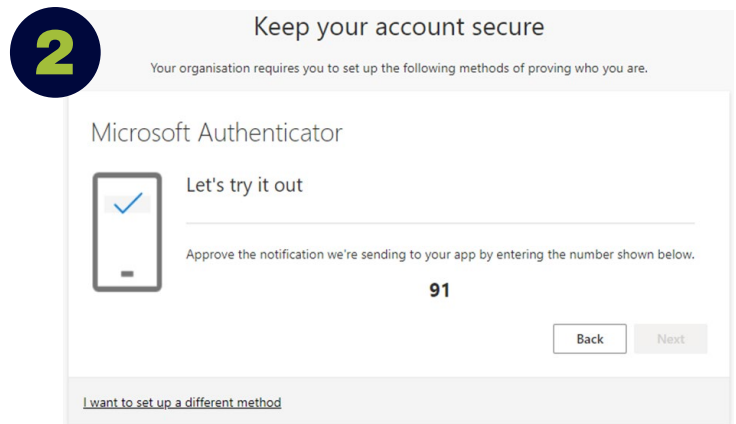 2
Keep your account secure
Your organisation requires you to set up the following methods of proving who you are.
Microsoft Authenticator
Let's try it out
Approve the notification we're sending to your app by entering the number shown below.
91
Back Next
I want to set up a different method